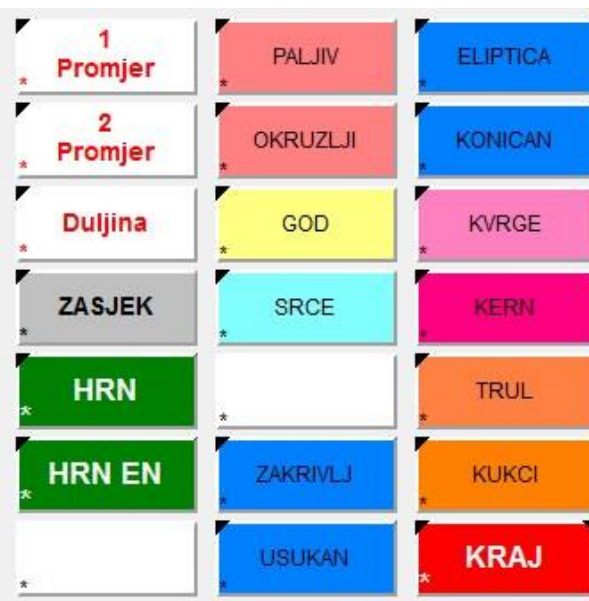 1
Promjer
*
PALJIV
*
ELIPTICA
*
2
Promjer
*
OKRUZLJI
*
KONICAN
*
Duljina
*
GOD
*
KVRGE
*
ZASJEK
*
SRCE
*
KERN
*
HRN
*
*
TRUL
*
HRN EN
*
ZAKRIVLJ
*
KUKCI
*
*
USUKAN
*
KRAJ
*